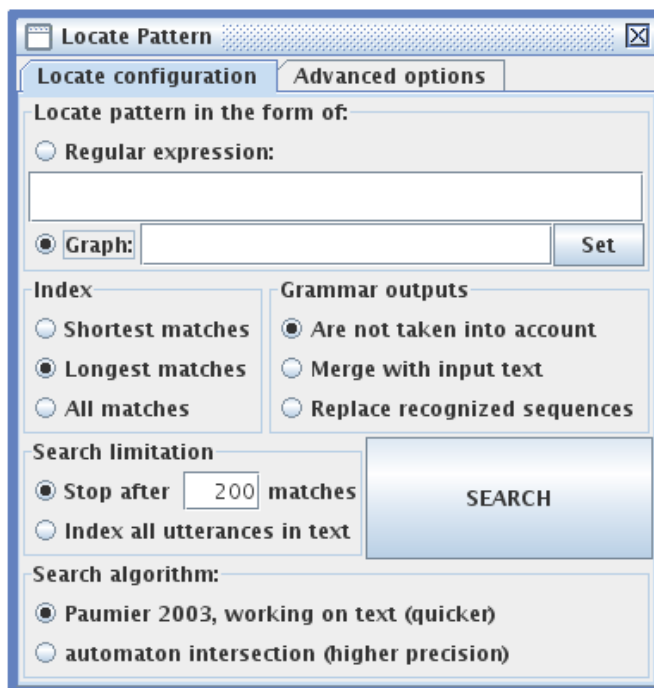 Locate Pattern
Locate configuration Advanced options
Locate pattern in the form of:
Regular expression:
Graph: Set
Index Grammar outputs
Shortest matches Are not taken into account
Longest matches Merge with input text
All matches Replace recognized sequences
Search limitation
Stop after 200 matches SEARCH
Index all utterances in text
Search algorithm:
Paumier 2003, working on text (quicker)
automaton intersection (higher precision)